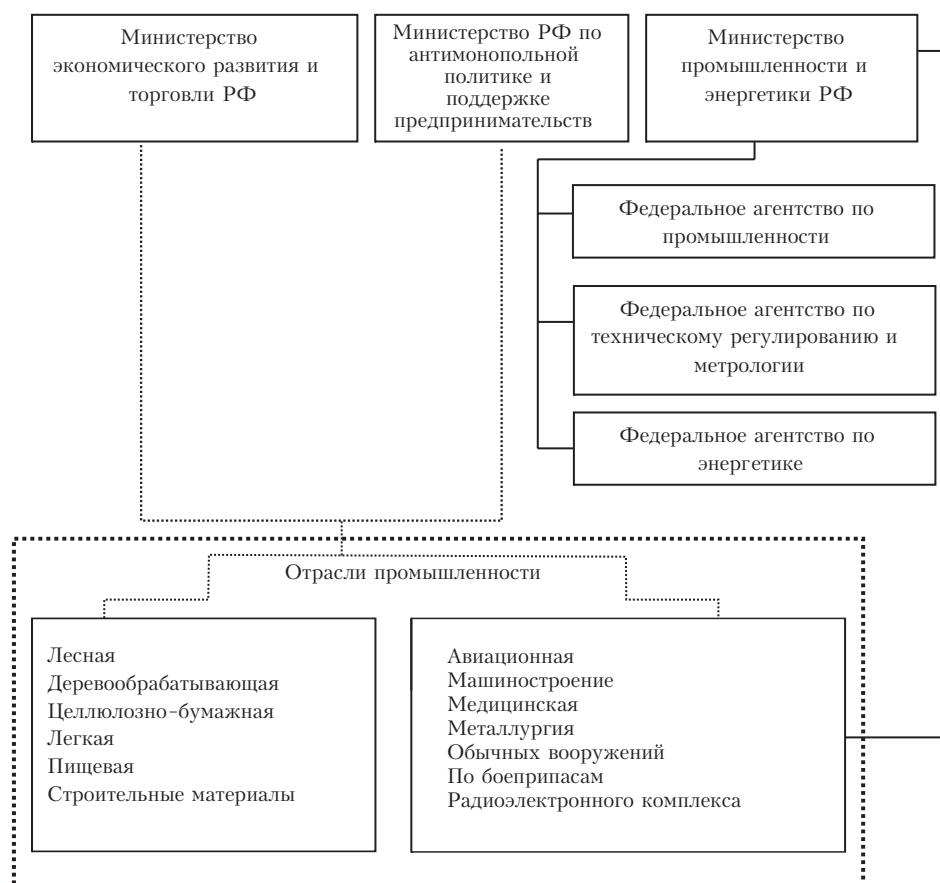 Министерство
экономического развития и
торговли РФ
Министерство РФ по
антимонопольной
политике и
поддержке
предпринимательств
Министерство
промышленности и
энергетики РФ
Федеральное агентство по
промышленности
Федеральное агентство по
техническому регулированию и
метрологии
Федеральное агентство по
энергетике
Отрасли промышленности
Лесная
Деревообрабатывающая
Целлюлозно-бумажная
Легкая
Пищевая
Строительные материалы
Авиационная
Машиностроение
Медицинская
Металлургия
Обычных вооружений
По боеприпасам
Радиоэлектронного комплекса